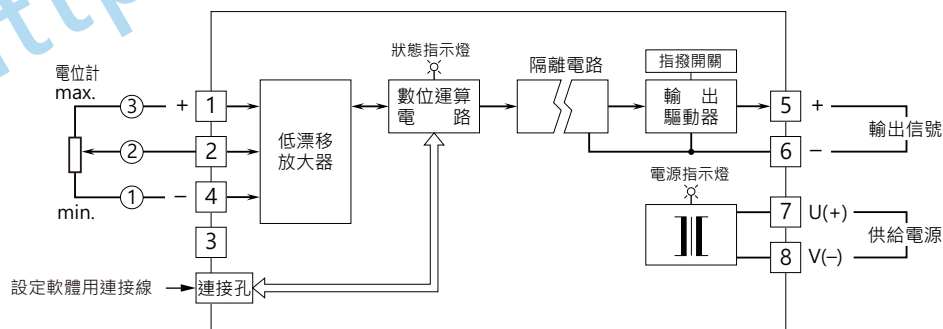 http
電位計
max.
③
+
1
②
2
①
−
4
min.
3
低漂移
放大器
狀態指示燈
數位運算
電路
隔離電路
指撥開關
輸出
驅動器
5
+
輸出信號
6
−
電源指示燈
7
U(+)
供給電源
8
V(−)
設定軟體用連接線
連接孔